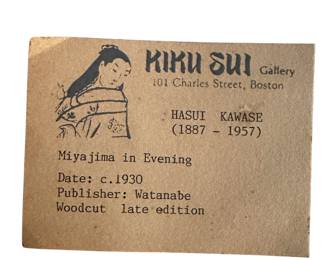 KIKU SUI Gallery
101 Charles Street, Boston
HASUI KAWASE
(1887 - 1957)
Miyajima in Evening
Date: c.1930
Publisher: Watanabe
Woodcut late edition